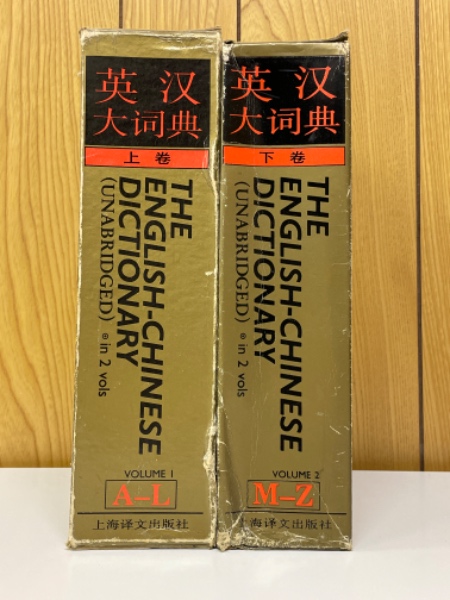 英汉
大词典
上卷
THE
ENGLISH-CHINESE
DICTIONARY
(UNABRIDGED)
⊙ in 2 vols
VOLUME 1
A–L
上海译文出版社
英汉
大词典
下卷
THE
ENGLISH-CHINESE
DICTIONARY
(UNABRIDGED)
⊙ in 2 vols
VOLUME 2
M–Z
上海译文出版社